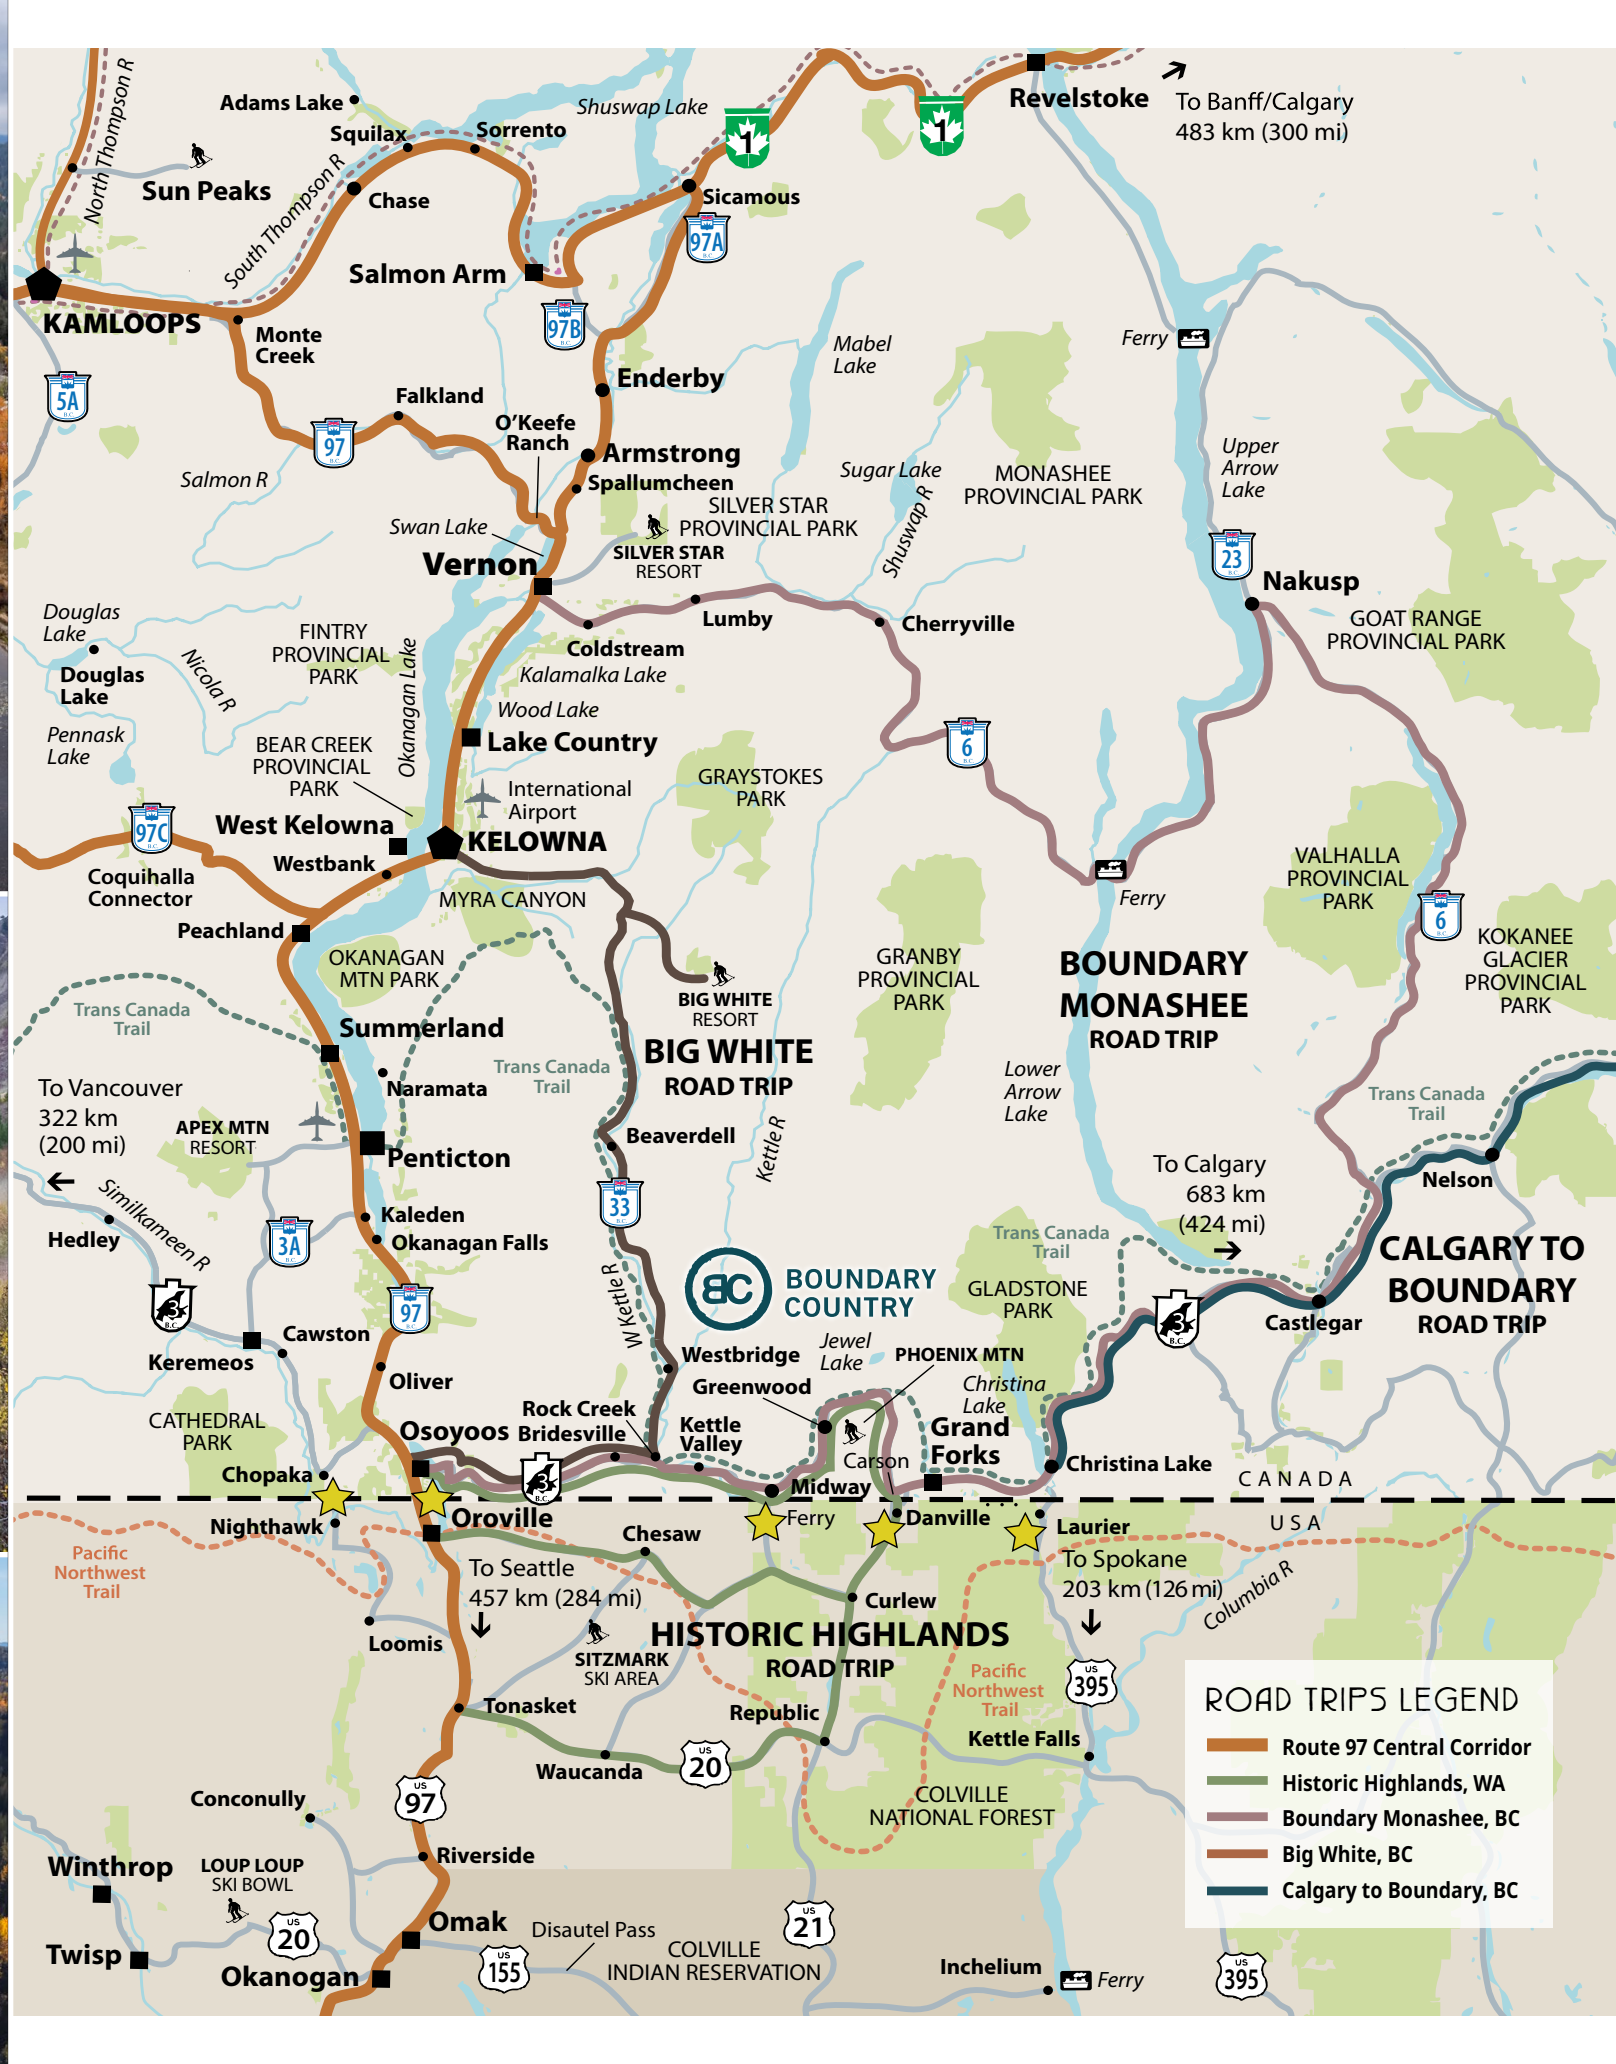 North Thompson R
Adams Lake
Squilax
Sorrento
Shuswap Lake
1
1
Revelstoke
To Banff/Calgary
483 km (300 mi)
Sun Peaks
South Thompson R
Chase
Sicamous
97A
Salmon Arm
KAMLOOPS
Monte
Creek
97B
B.C.
Mabel
Lake
Ferry
5A
B.C.
Enderby
Falkland
O'Keefe
Ranch
97
B.C.
Armstrong
Spallumcheen
Salmon R
Sugar Lake
Shuswap R
MONASHEE
PROVINCIAL PARK
Upper
Arrow
Lake
SILVER STAR
PROVINCIAL PARK
Swan Lake
SILVER STAR
RESORT
Vernon
23
B.C.
Nakusp
Douglas
Lake
Douglas
Lake
Nicola R
FINTRY
PROVINCIAL
PARK
Okanagan Lake
Lumby
Cherryville
Coldstream
Kalamalka Lake
GOAT RANGE
PROVINCIAL PARK
Pennask
Lake
Wood Lake
Lake Country
BEAR CREEK
PROVINCIAL
PARK
6
B.C.
International
Airport
GRAYSTOKES
PARK
97C
B.C.
West Kelowna
KELOWNA
Westbank
Coquihalla
Connector
MYRA CANYON
Peachland
VALHALLA
PROVINCIAL
PARK
Ferry
6
B.C.
OKANAGAN
MTN PARK
GRANBY
PROVINCIAL
PARK
BOUNDARY
MONASHEE
ROAD TRIP
KOKANEE
GLACIER
PROVINCIAL
PARK
BIG WHITE
RESORT
Trans Canada
Trail
Summerland
BIG WHITE
ROAD TRIP
Trans Canada
Trail
Naramata
Lower
Arrow
Lake
To Vancouver
322 km
(200 mi)
APEX MTN
RESORT
Penticton
Beaverdell
Kettle R
Trans Canada
Trail
To Calgary
683 km
(424 mi)
Nelson
Similkameen R
Hedley
3A
B.C.
Kaleden
Okanagan Falls
33
B.C.
Trans Canada
Trail
BC
BOUNDARY
COUNTRY
GLADSTONE
PARK
CALGARY TO
BOUNDARY
ROAD TRIP
3
B.C.
97
B.C.
W Kettle R
3
B.C.
Castlegar
Cawston
Keremeos
Jewel
Lake
Westbridge
PHOENIX MTN
Oliver
Greenwood
Christina
Lake
CATHEDRAL
PARK
Rock Creek
Bridesville
Osoyoos
Kettle
Valley
Grand
Forks
Carson
Chopaka
3
B.C.
Midway
Christina Lake
CANADA
Nighthawk
Oroville
Ferry
Danville
Laurier
USA
Pacific
Northwest
Trail
Chesaw
To Seattle
457 km (284 mi)
To Spokane
203 km (126 mi)
Columbia R
Curlew
Loomis
HISTORIC HIGHLANDS
ROAD TRIP
SITZMARK
SKI AREA
Pacific
Northwest
Trail
US
395
Tonasket
Republic
Kettle Falls
Waucanda
US
20
US
97
Conconully
COLVILLE
NATIONAL FOREST
ROAD TRIPS LEGEND
Route 97 Central Corridor
Historic Highlands, WA
Boundary Monashee, BC
Big White, BC
Calgary to Boundary, BC
Riverside
Winthrop
LOUP LOUP
SKI BOWL
US
20
Omak
Disautel Pass
US
21
Twisp
Okanogan
US
155
COLVILLE
INDIAN RESERVATION
Inchelium
Ferry
US
395